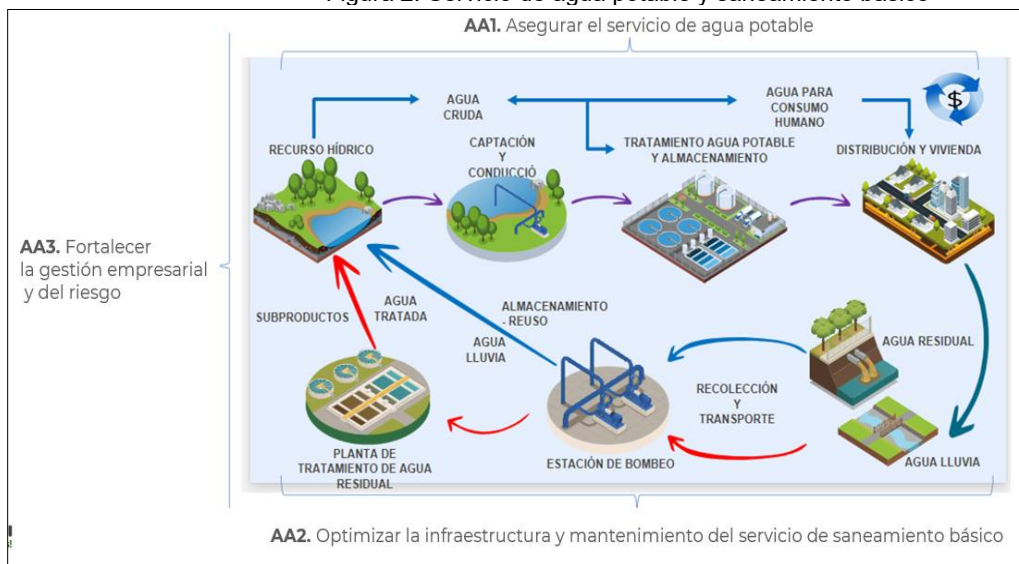 AA1. Asegurar el servicio de agua potable
AGUA
CRUDA
AGUA PARA
CONSUMO
HUMANO
$
RECURSO HÍDRICO
CAPTACIÓN
Y
CONDUCCIÓ
TRATAMIENTO AGUA POTABLE
Y ALMACENAMIENTO
DISTRIBUCIÓN Y VIVIENDA
AA3. Fortalecer
la gestión empresarial
y del riesgo
SUBPRODUCTOS
AGUA
TRATADA
ALMACENAMIENTO
- REUSO
AGUA
LLUVIA
AGUA RESIDUAL
RECOLECCIÓN
Y
TRANSPORTE
PLANTA DE
TRATAMIENTO DE AGUA
RESIDUAL
ESTACIÓN DE BOMBEO
AGUA LLUVIA
AA2. Optimizar la infraestructura y mantenimiento del servicio de saneamiento básico